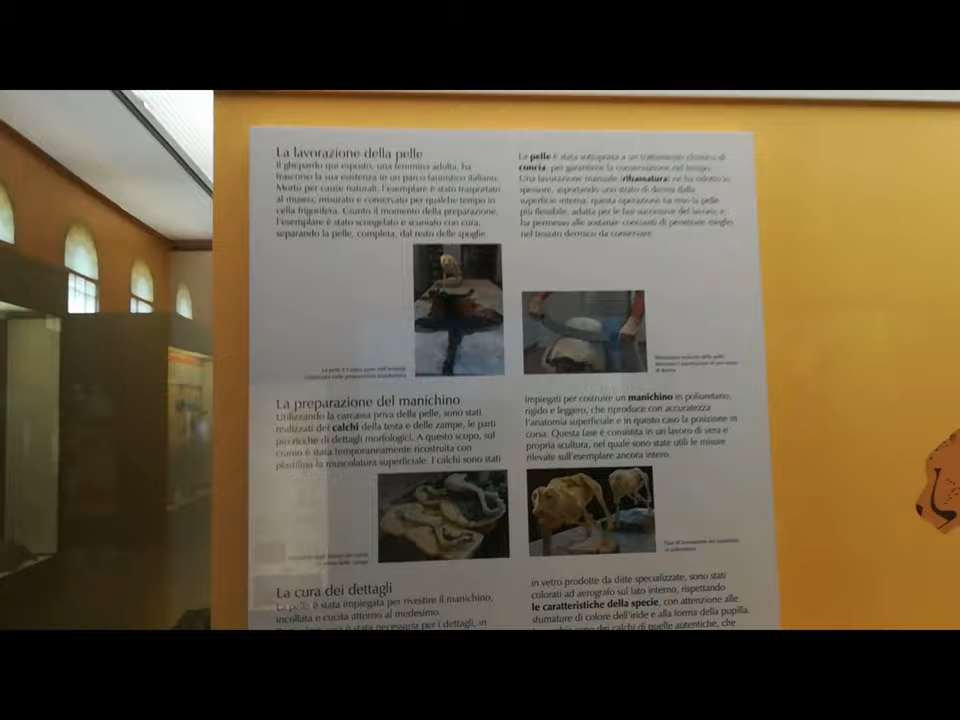 La lavorazione della pelle
Il ghepardo qui esposto, una femmina adulta, ha
trascorso la sua esistenza in un parco faunistico italiano.
Morto per cause naturali, l'esemplare è stato trasportato
al museo, misurato e conservato per qualche tempo in
cella frigorifera. Giunto il momento della preparazione,
l'esemplare è stato scongelato e scuoiato con cura,
separando la pelle, completa, dal resto delle spoglie.
La pelle è stata sottoposta a un trattamento chimico di
concia, per garantirne la conservazione nel tempo.
Una lavorazione manuale (ribassatura) ne ha ridotto lo
spessore, asportando uno strato di derma dalla
superficie interna; questa operazione ha reso la pelle
più flessibile, adatta per le fasi successive del lavoro, e
ha permesso alle sostanze concianti di penetrare meglio
nel tessuto dermico da conservare.
La preparazione del manichino
Utilizzando la carcassa priva della pelle, sono stati
realizzati dei calchi della testa e delle zampe, le parti
più ricche di dettagli morfologici. A questo scopo, sul
cranio è stata temporaneamente ricostruita con
plastilina la muscolatura superficiale. I calchi sono stati
impiegati per costruire un manichino in poliuretano,
rigido e leggero, che riproduce con accuratezza
l'anatomia superficiale e in questo caso la posizione in
corsa. Questa fase è consistita in un lavoro di vera e
propria scultura, nel quale sono state utili le misure
rilevate sull'esemplare ancora intero.
La cura dei dettagli
La pelle è stata impiegata per rivestire il manichino,
incollata e cucita attorno al medesimo.
è stata necessaria per i dettagli, in
in vetro prodotte da ditte specializzate, sono stati
colorati ad aerografo sul lato interno, rispettando
le caratteristiche della specie, con attenzione alle
sfumature di colore dell'iride e alla forma della pupilla.
sono dei calchi di quelle autentiche, che